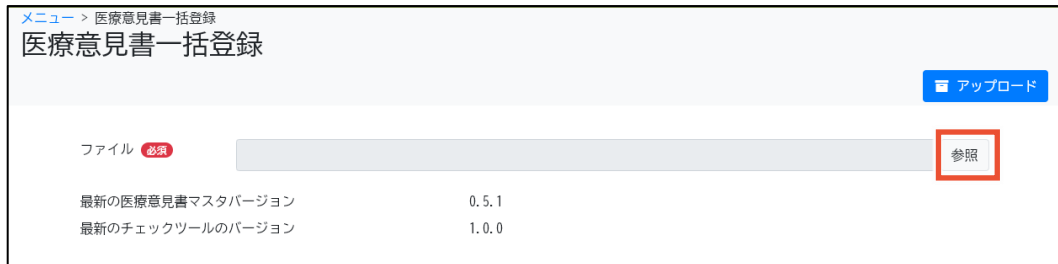 メニュー > 医療意見書一括登録
医療意見書一括登録
アップロード
ファイル 必須
参照
最新の医療意見書マスタバージョン 0.5.1
最新のチェックツールのバージョン 1.0.0